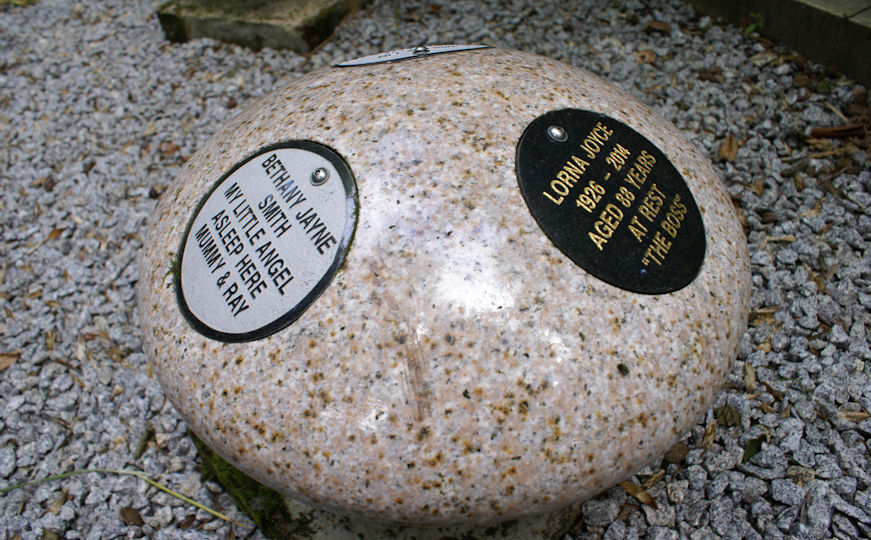 BETHANY JAYNE
SMITH
MY LITTLE ANGEL
ASLEEP HERE
MUMMY & RAY
LORNA JOYCE
1926 - 2014
AGED 88 YEARS
AT REST
"THE BOSS"